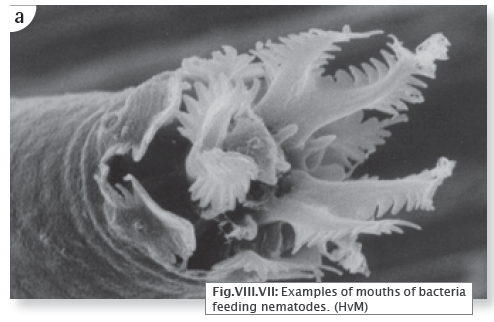 a
Fig.VIII.VII: Examples of mouths of bacteria
feeding nematodes. (HvM)